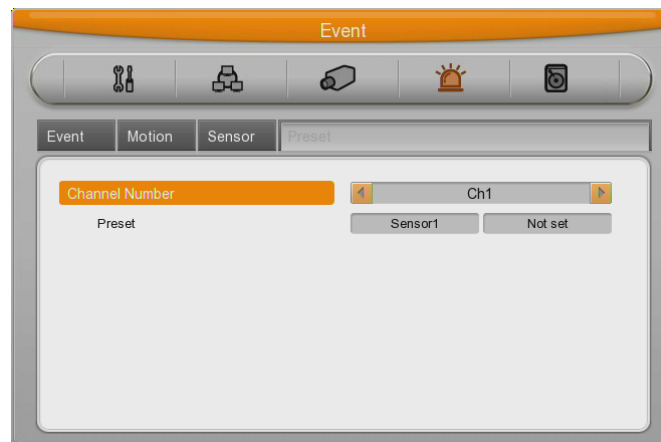 Event
Event Motion Sensor Preset
Channel Number Ch1
Preset Sensor1 Not set